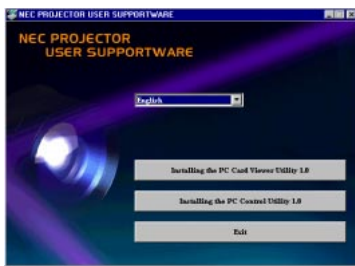 NEC PROJECTOR USER SUPPORTWARE
NEC PROJECTOR
USER SUPPORTWARE
English
Installing the PC Card Viewer Utility 1.0
Installing the PC Control Utility 1.0
Exit